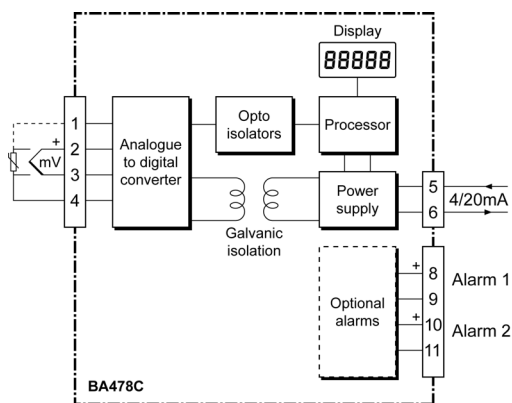 Display
88888
Opto isolators
Processor
Analogue to digital converter
1
2
3
4
+
mV
Galvanic isolation
Power supply
5
6
4/20mA
Optional alarms
+
8
9
+
10
11
Alarm 1
Alarm 2
BA478C